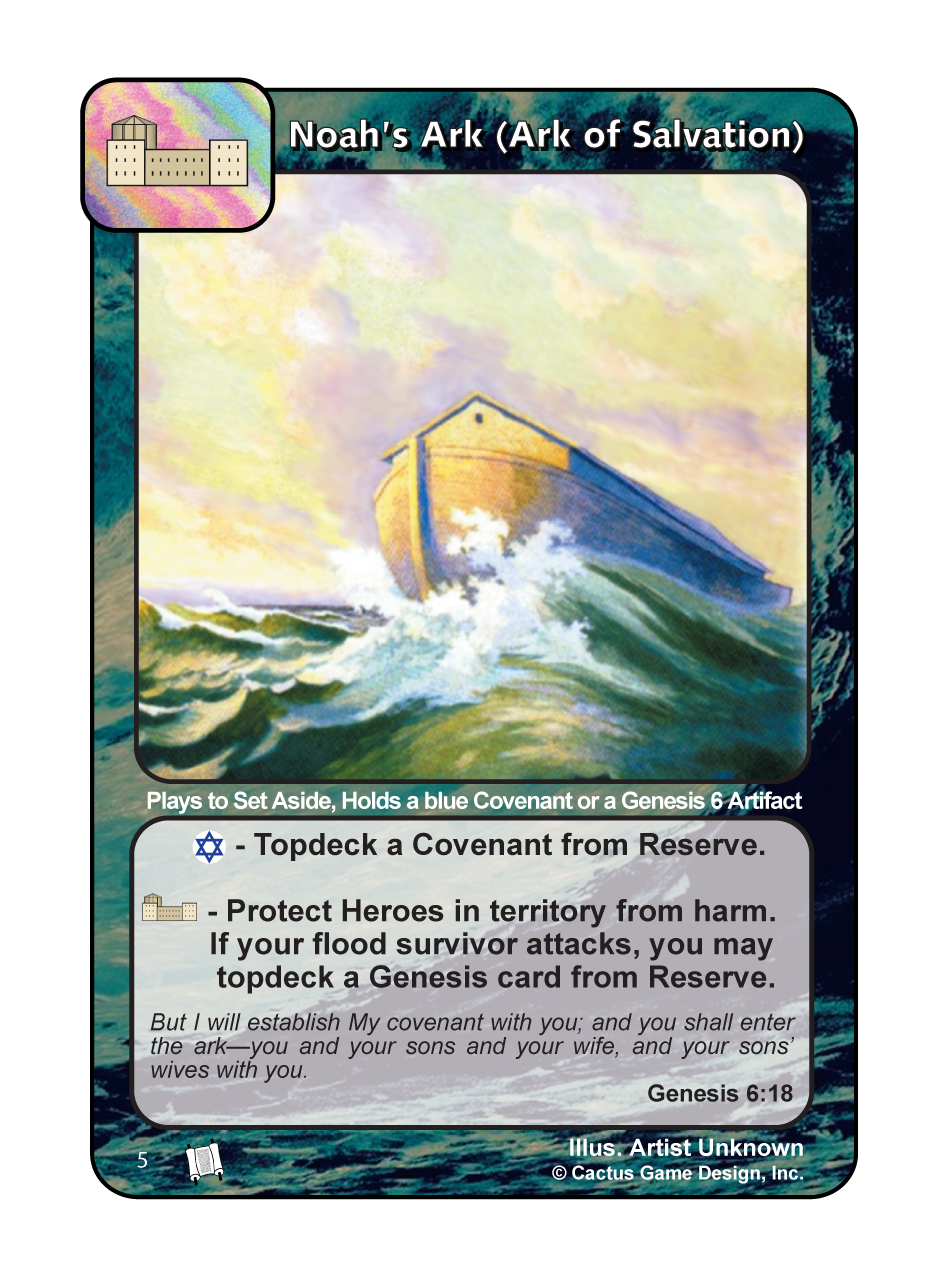 Noah's Ark (Ark of Salvation)
Plays to Set Aside, Holds a blue Covenant or a Genesis 6 Artifact
- Topdeck a Covenant from Reserve.
- Protect Heroes in territory from harm.
If your flood survivor attacks, you may
topdeck a Genesis card from Reserve.
But I will establish My covenant with you; and you shall enter
the ark—you and your sons and your wife, and your sons’
wives with you.
Genesis 6:18
5
Illus. Artist Unknown
© Cactus Game Design, Inc.